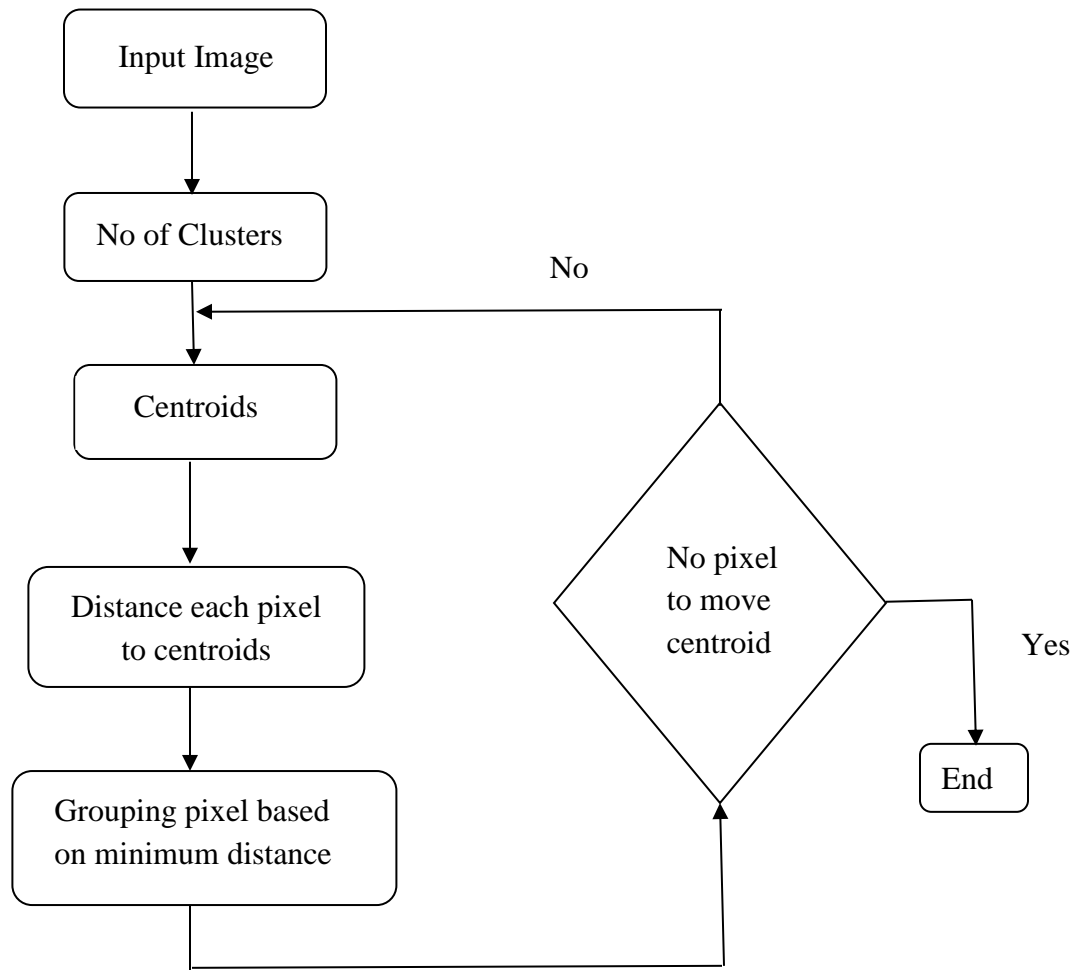 Input Image
No of Clusters
No
Centroids
Distance each pixel
to centroids
No pixel
to move
centroid
Yes
End
Grouping pixel based
on minimum distance